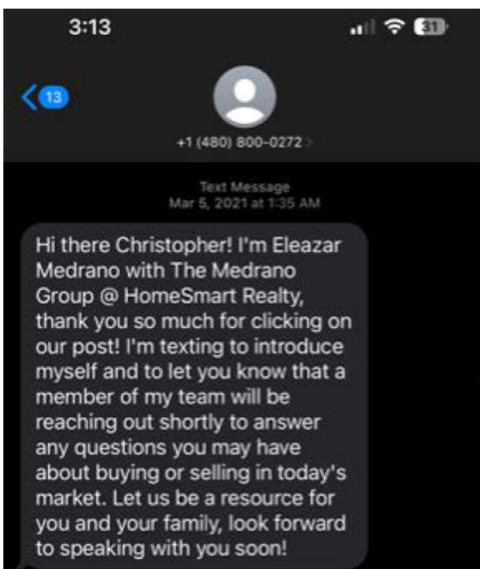 3:13
31
13
+1 (480) 800-0272
Text Message
Mar 5, 2021 at 1:35 AM
Hi there Christopher! I'm Eleazar
Medrano with The Medrano
Group @ HomeSmart Realty,
thank you so much for clicking on
our post! I'm texting to introduce
myself and to let you know that a
member of my team will be
reaching out shortly to answer
any questions you may have
about buying or selling in today's
market. Let us be a resource for
you and your family, look forward
to speaking with you soon!